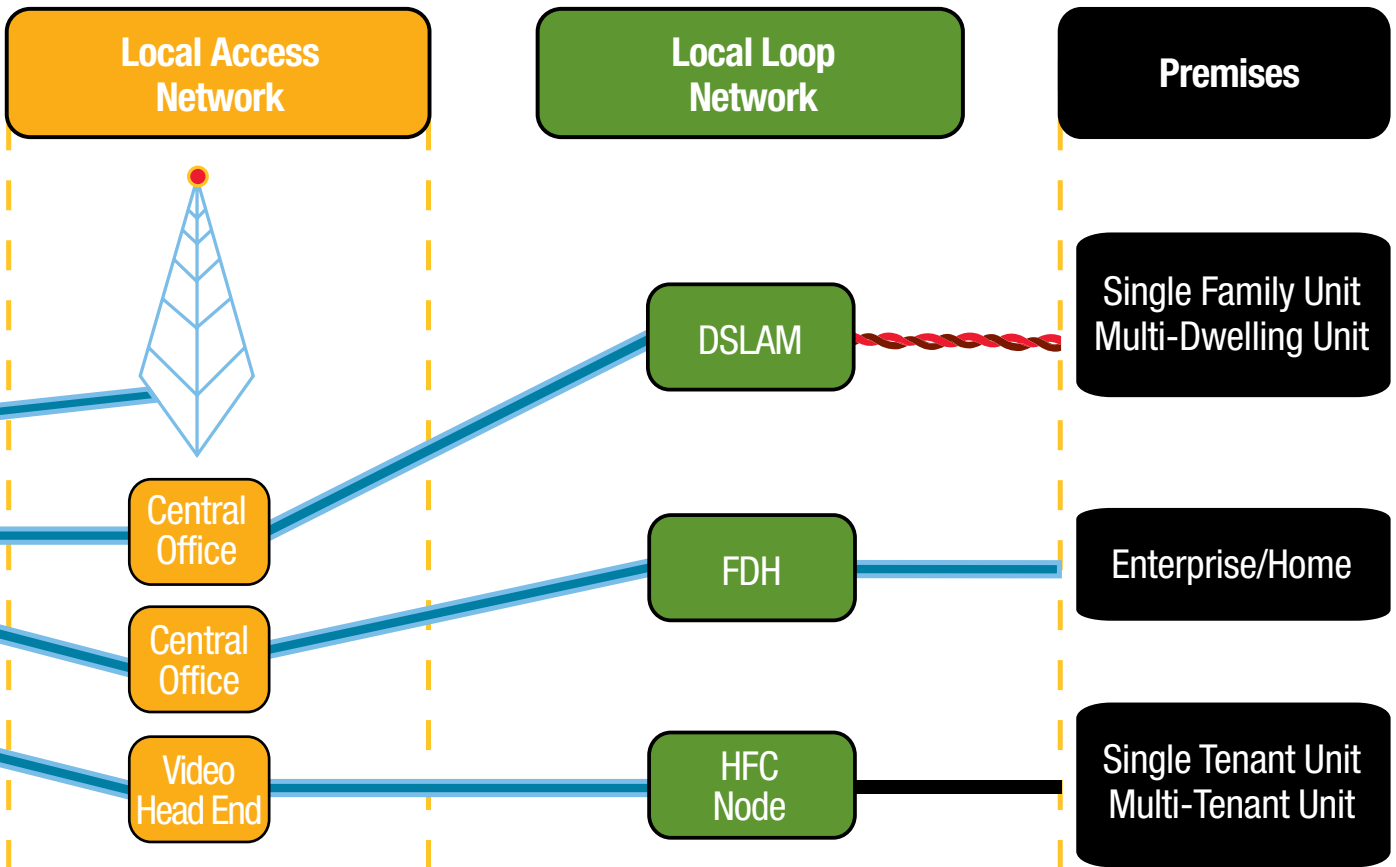 Local Access
Network
Local Loop
Network
Premises
Single Family Unit
Multi-Dwelling Unit
DSLAM
Central
Office
FDH
Enterprise/Home
Central
Office
Video
Head End
HFC
Node
Single Tenant Unit
Multi-Tenant Unit